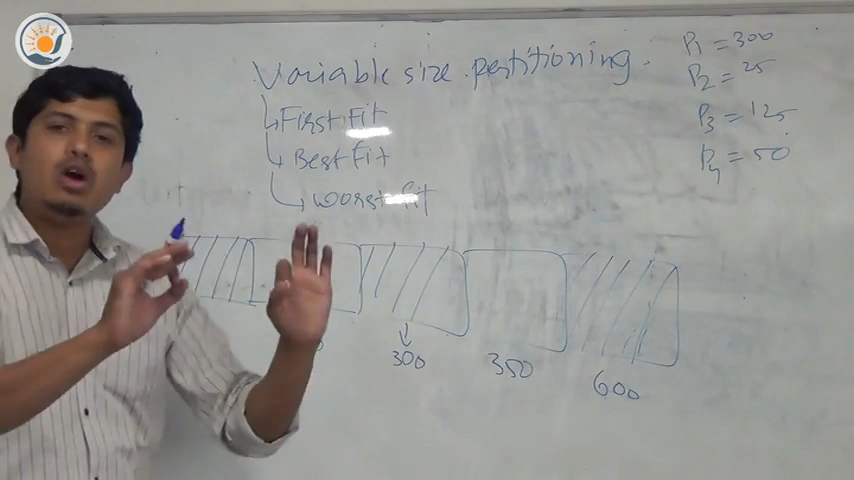 Variable size partitioning.
First Fit
Best Fit
worst fit
P1 = 300
P2 = 25
P3 = 125
P4 = 50
300
350
600